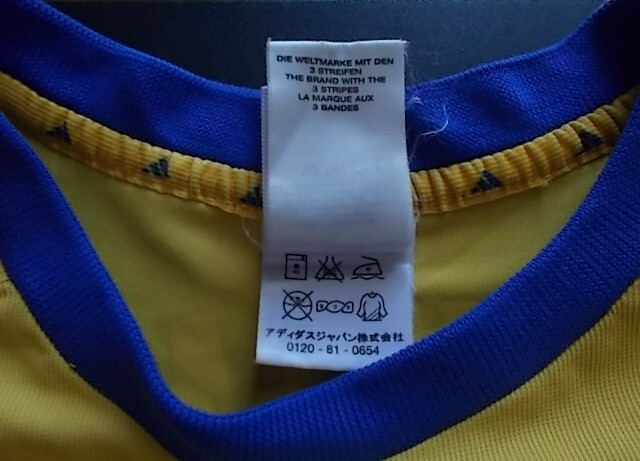 DIE WELTMARKE MIT DEN
3 STREIFEN
THE BRAND WITH THE
3 STRIPES
LA MARQUE AUX
3 BANDES
アディダスジャパン株式会社
0120 - 81 - 0654